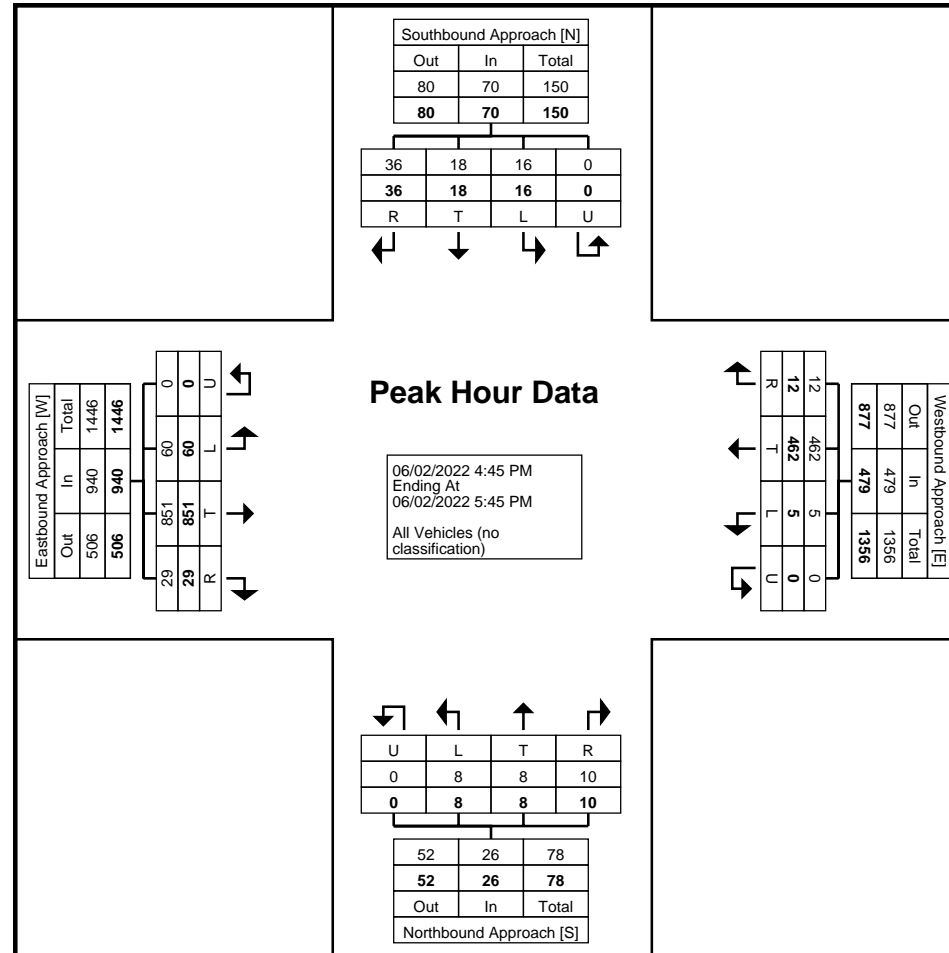 Southbound Approach [N]
Out In Total
80 70 150
80 70 150
36 18 16 0
36 18 16 0
R T L U
Eastbound Approach [W]
Total In Out
1446 940 506
1446 940 506
0 60 851 29
0 60 851 29
U L T R
Peak Hour Data
06/02/2022 4:45 PM
Ending At
06/02/2022 5:45 PM
All Vehicles (no
classification)
Westbound Approach [E]
Out In Total
877 479 1356
877 479 1356
12 462 5 0
12 462 5 0
R T L U
U L T R
0 8 8 10
0 8 8 10
52 26 78
52 26 78
Out In Total
Northbound Approach [S]